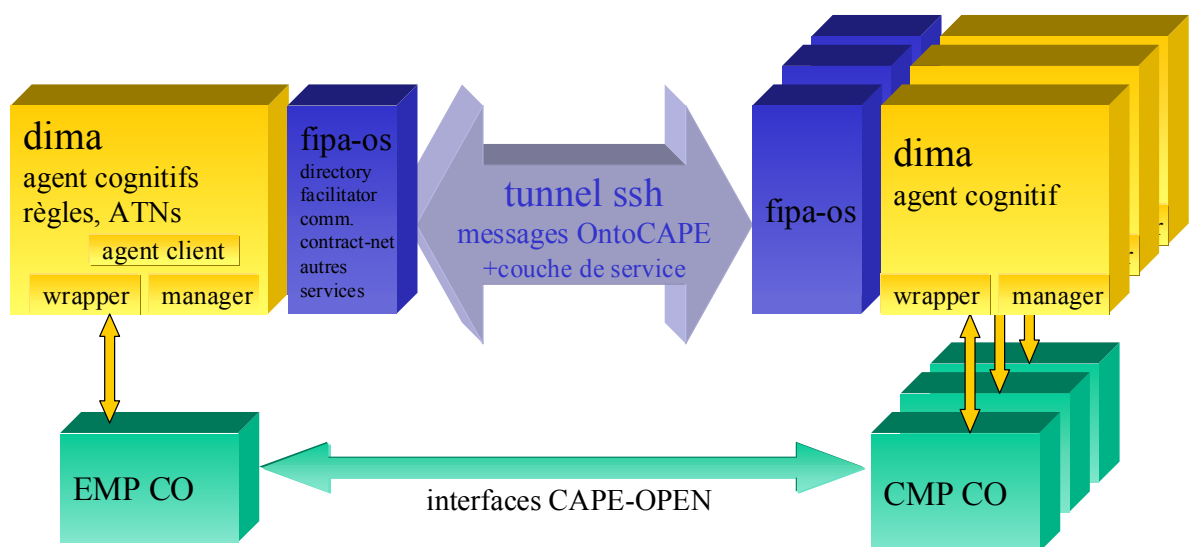 dima
agent cognitifs
règles, ATNs
agent client
wrapper
manager
fipa-os
directory
facilitator
comm.
contract-net
autres
services
tunnel ssh
messages OntoCAPE
+couche de service
fipa-os
dima
agent cognitif
wrapper
manager
EMP CO
interfaces CAPE-OPEN
CMP CO